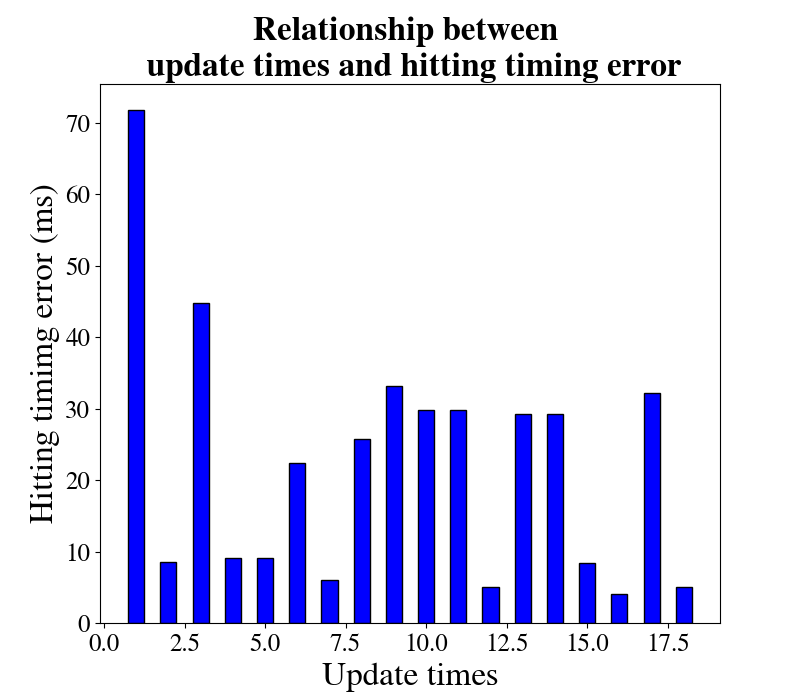 Relationship between
update times and hitting timing error
Hitting timimg error (ms)
70
60
50
40
30
20
10
0
0.0 2.5 5.0 7.5 10.0 12.5 15.0 17.5
Update times